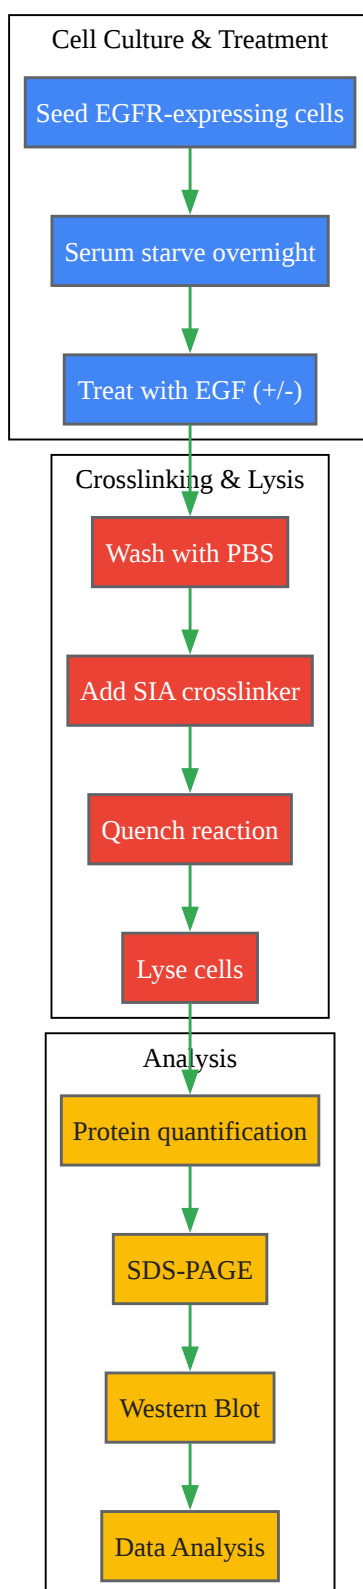 Cell Culture & Treatment
Seed EGFR-expressing cells
Serum starve overnight
Treat with EGF (+/-)
Crosslinking & Lysis
Wash with PBS
Add SIA crosslinker
Quench reaction
Lyse cells
Analysis
Protein quantification
SDS-PAGE
Western Blot
Data Analysis